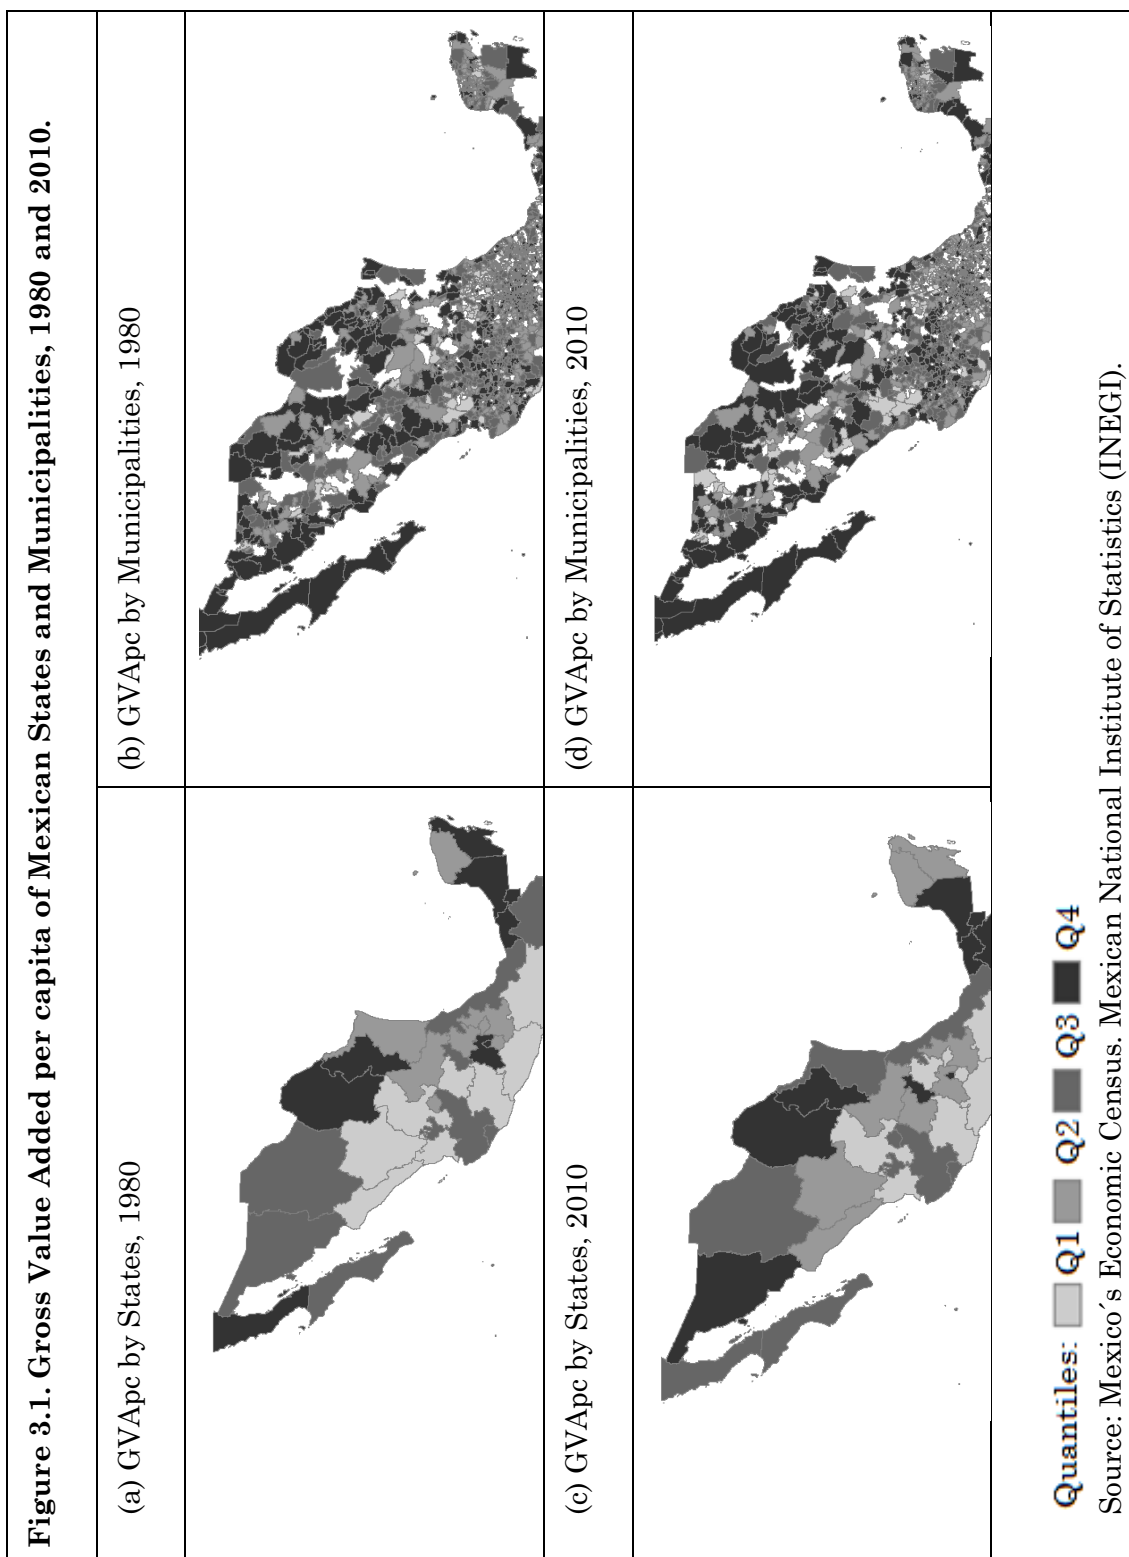 Figure 3.1. Gross Value Added per capita of Mexican States and Municipalities, 1980 and 2010.
(a) GVApc by States, 1980
(b) GVApc by Municipalities, 1980
(c) GVApc by States, 2010
(d) GVApc by Municipalities, 2010
Quantiles: Q1 Q2 Q3 Q4
Source: Mexico´s Economic Census. Mexican National Institute of Statistics (INEGI).